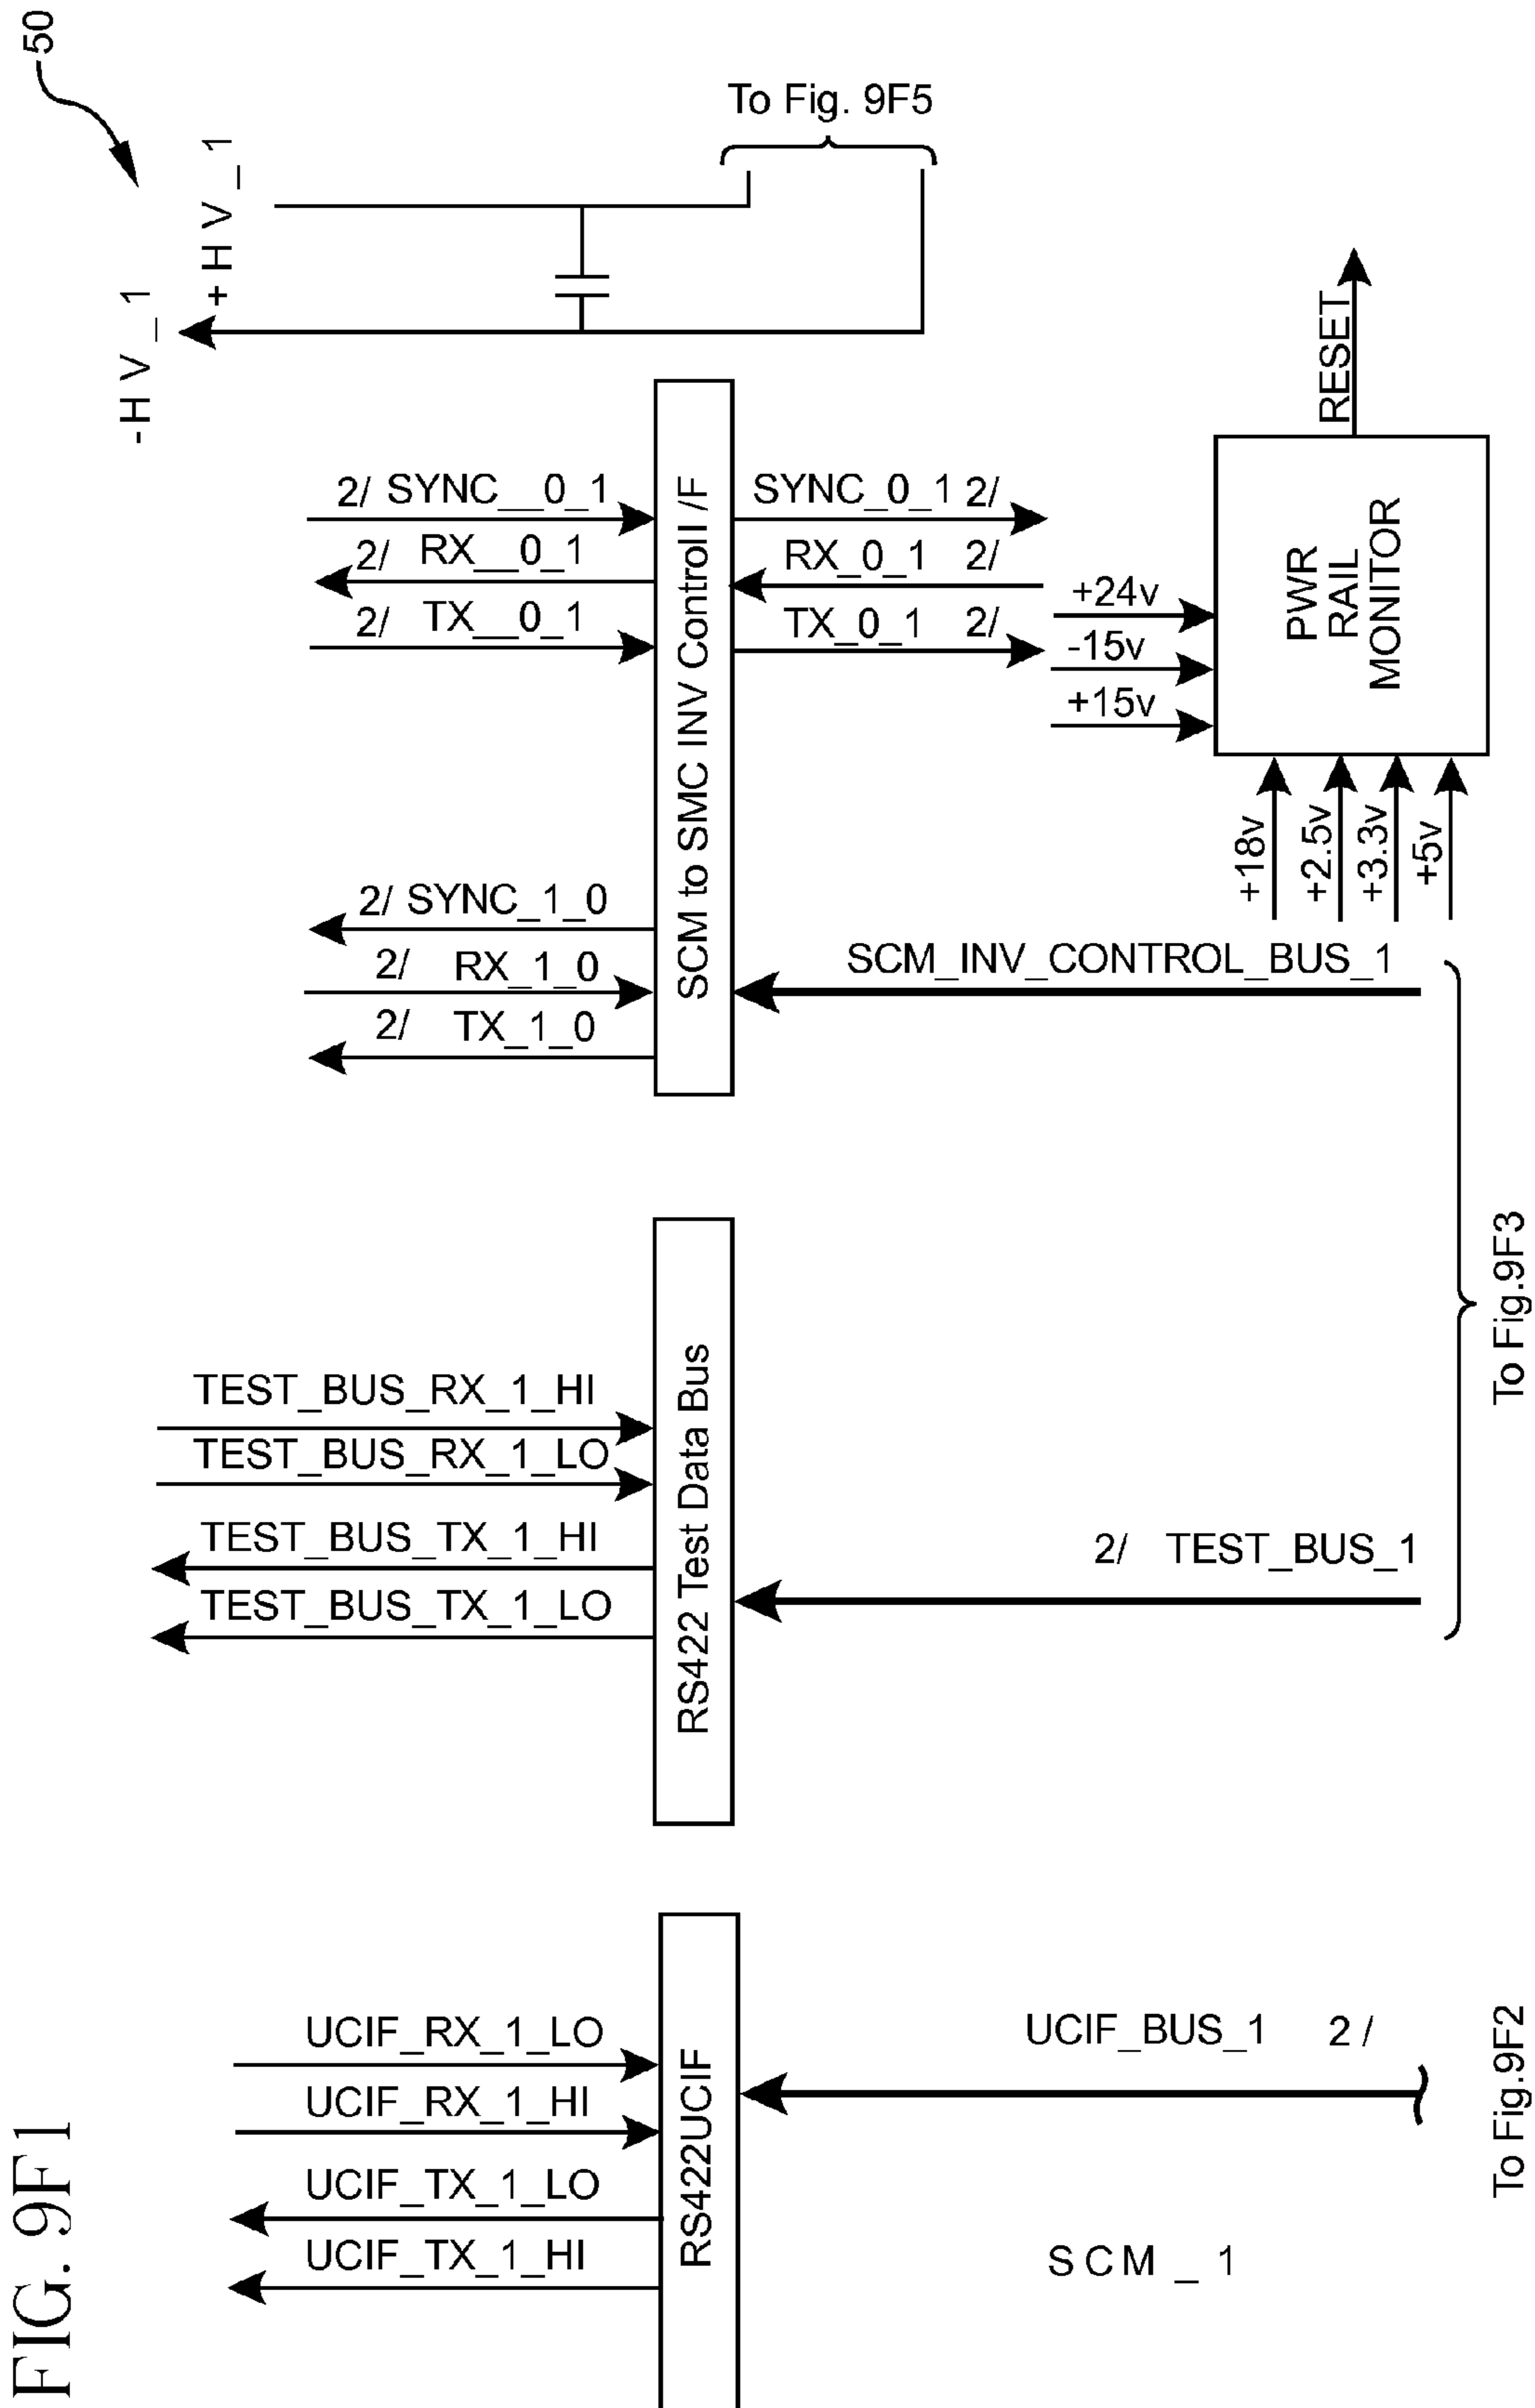 50
-HV_1
+HV_1
To Fig. 9F5
2/ SYNC__0_1
2/ RX__0_1
2/ TX__0_1
SYNC_0_1 2/
RX_0_1 2/
TX_0_1 2/
SCM to SMC INV Control I /F
+24v
-15v
+15v
RESET
PWR
RAIL
MONITOR
+18v
+2.5v
+3.3v
+5v
2/ SYNC_1_0
2/ RX_1_0
2/ TX_1_0
SCM_INV_CONTROL_BUS_1
TEST_BUS_RX_1_HI
TEST_BUS_RX_1_LO
TEST_BUS_TX_1_HI
TEST_BUS_TX_1_LO
RS422 Test Data Bus
2/ TEST_BUS_1
To Fig.9F3
UCIF_RX_1_LO
UCIF_RX_1_HI
UCIF_TX_1_LO
UCIF_TX_1_HI
RS422UCIF
UCIF_BUS_1 2 /
SCM_1
To Fig.9F2
FIG. 9F1